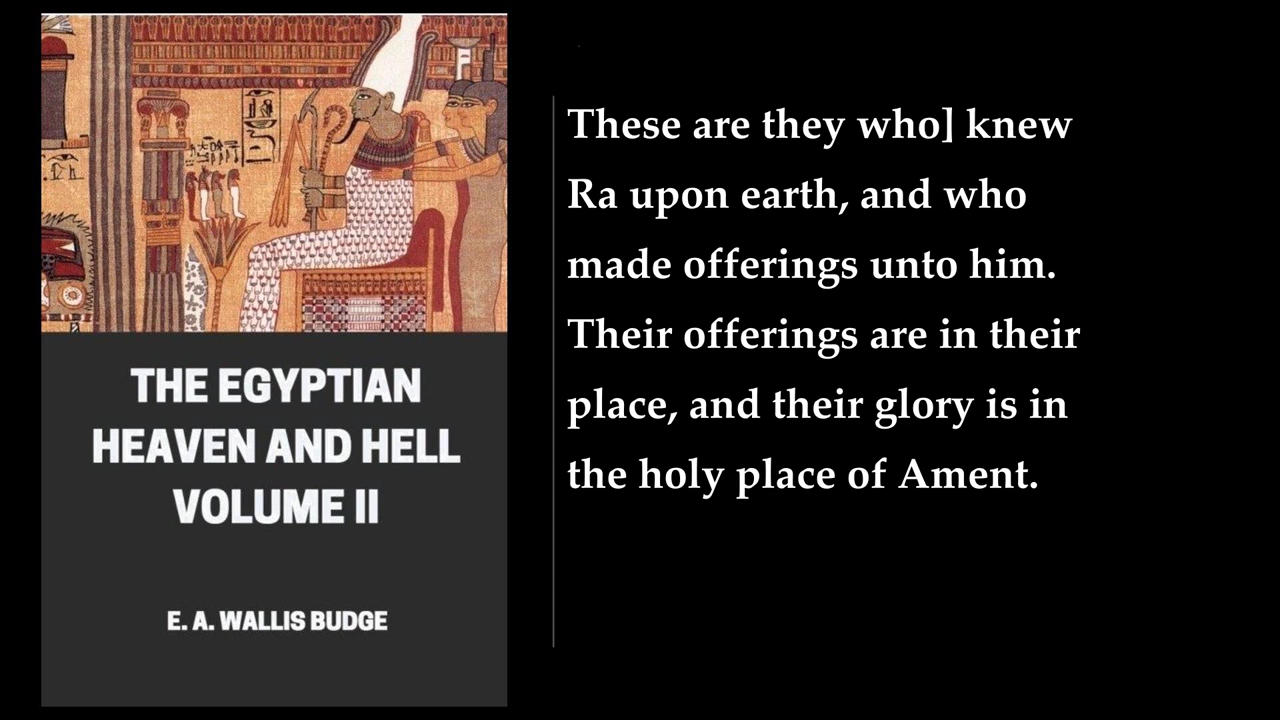 THE EGYPTIAN
HEAVEN AND HELL
VOLUME II
E. A. WALLIS BUDGE
These are they who] knew
Ra upon earth, and who
made offerings unto him.
Their offerings are in their
place, and their glory is in
the holy place of Ament.